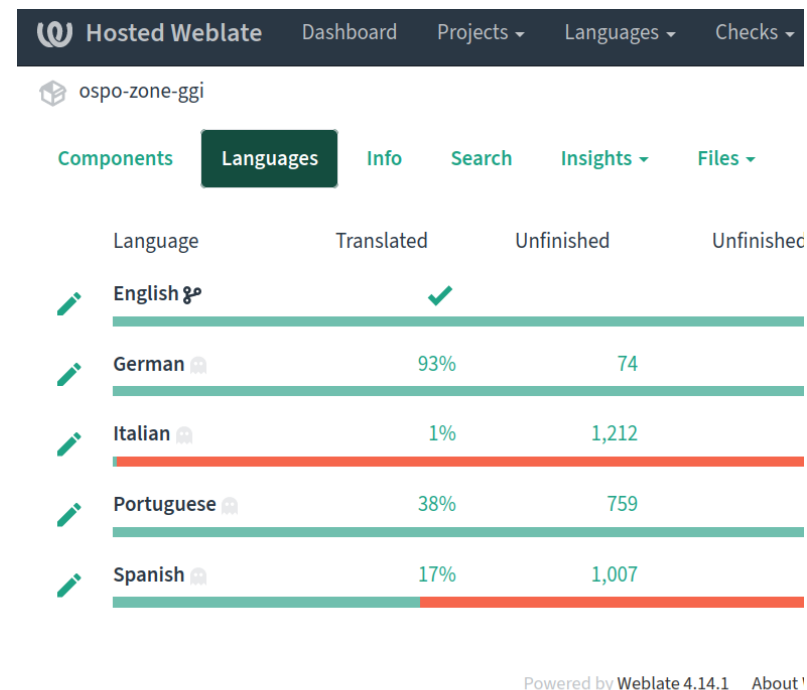 Hosted Weblate Dashboard Projects Languages Checks
ospo-zone-ggi
Components Languages Info Search Insights Files
Language Translated Unfinished Unfinished
English
German 93% 74
Italian 1% 1,212
Portuguese 38% 759
Spanish 17% 1,007
Powered by Weblate 4.14.1 About